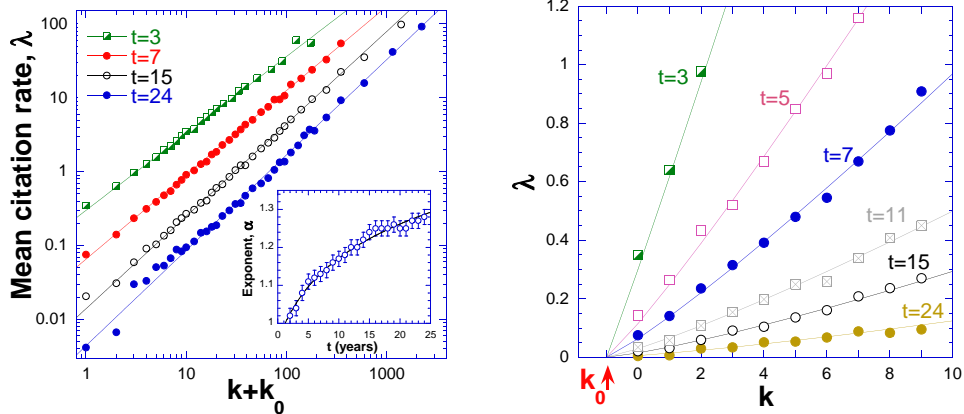 Mean citation rate, λ
100
10
1
0.1
0.01
t=3
t=7
t=15
t=24
1 10 100 1000
k+k0
Exponent, α
1.3
1.2
1.1
1
0 5 10 15 20 25
t (years)
λ
1
0.8
0.6
0.4
0.2
0
t=3
t=5
t=7
t=11
t=15
t=24
0 2 4 6 8 10
k0
k